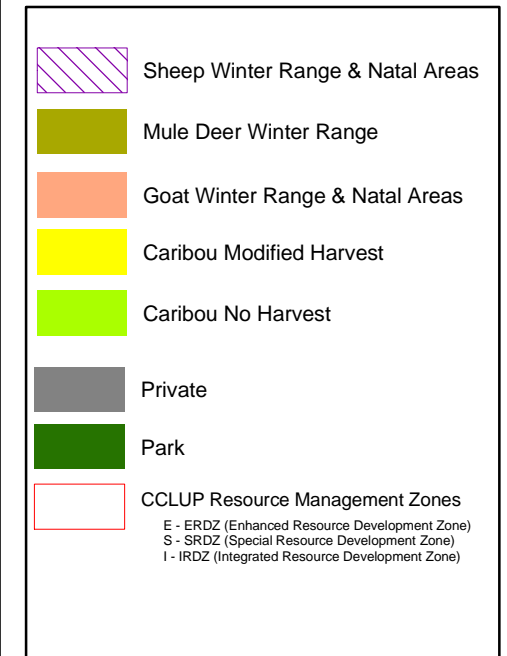 Sheep Winter Range & Natal Areas
Mule Deer Winter Range
Goat Winter Range & Natal Areas
Caribou Modified Harvest
Caribou No Harvest
Private
Park
CCLUP Resource Management Zones
E - ERDZ (Enhanced Resource Development Zone)
S - SRDZ (Special Resource Development Zone)
I - IRDZ (Integrated Resource Development Zone)